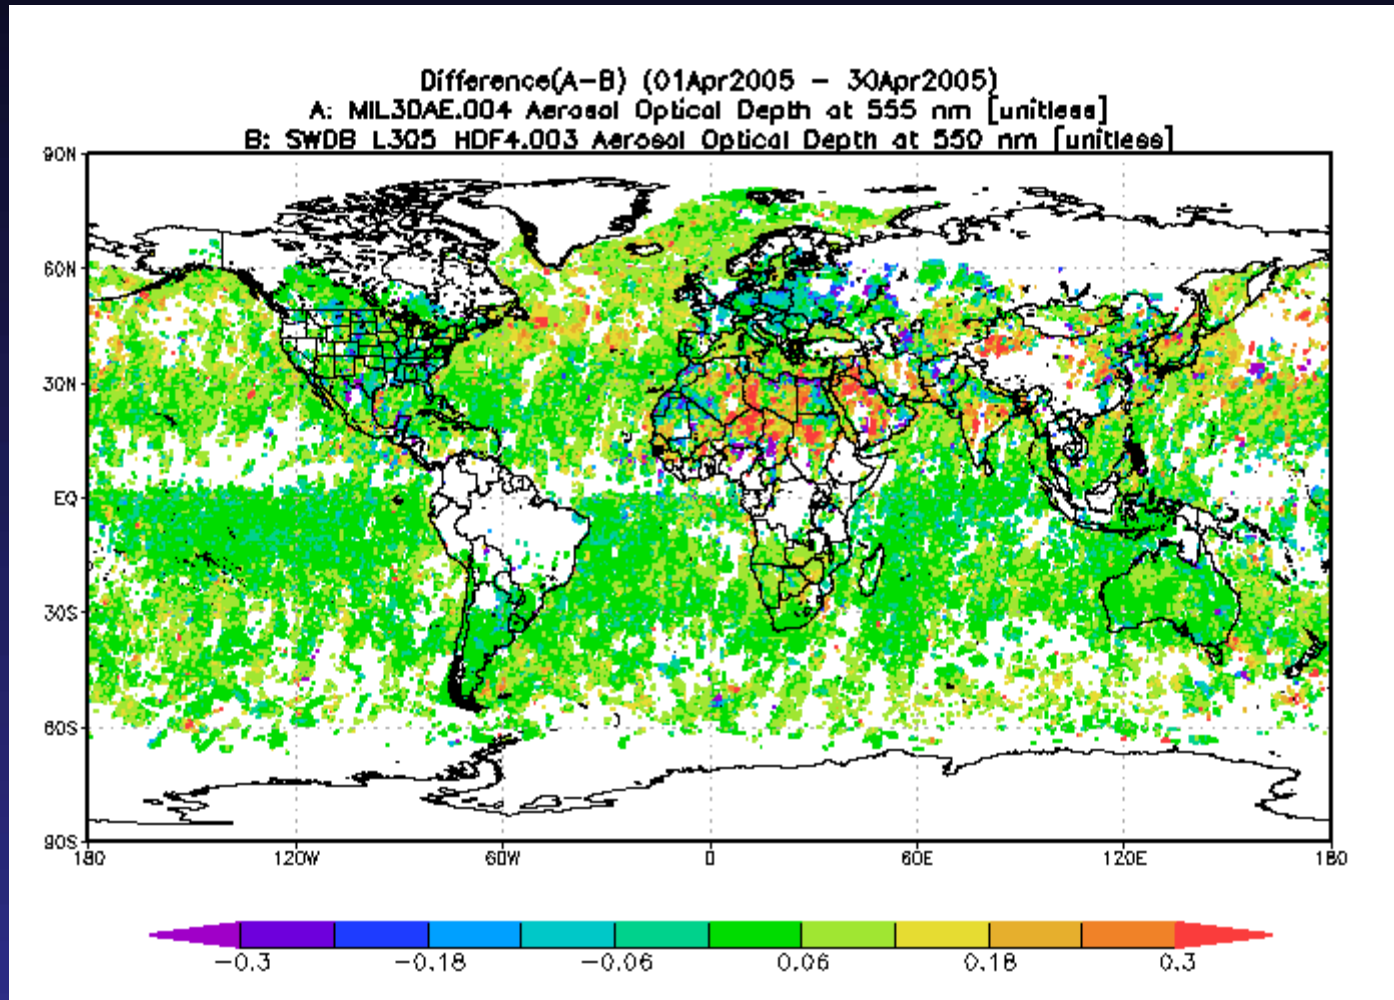 Difference(A-B) (01Apr2005 - 30Apr2005)
A: MIL3DAE.004 Aerosol Optical Depth at 555 nm [unitless]
B: SWDB L305 HDF4.003 Aerosol Optical Depth at 550 nm [unitless]
90N
60N
30N
EQ
30S
60S
90S
180 120W 60W 0 60E 120E 180
-0.3 -0.18 -0.06 0.06 0.18 0.3